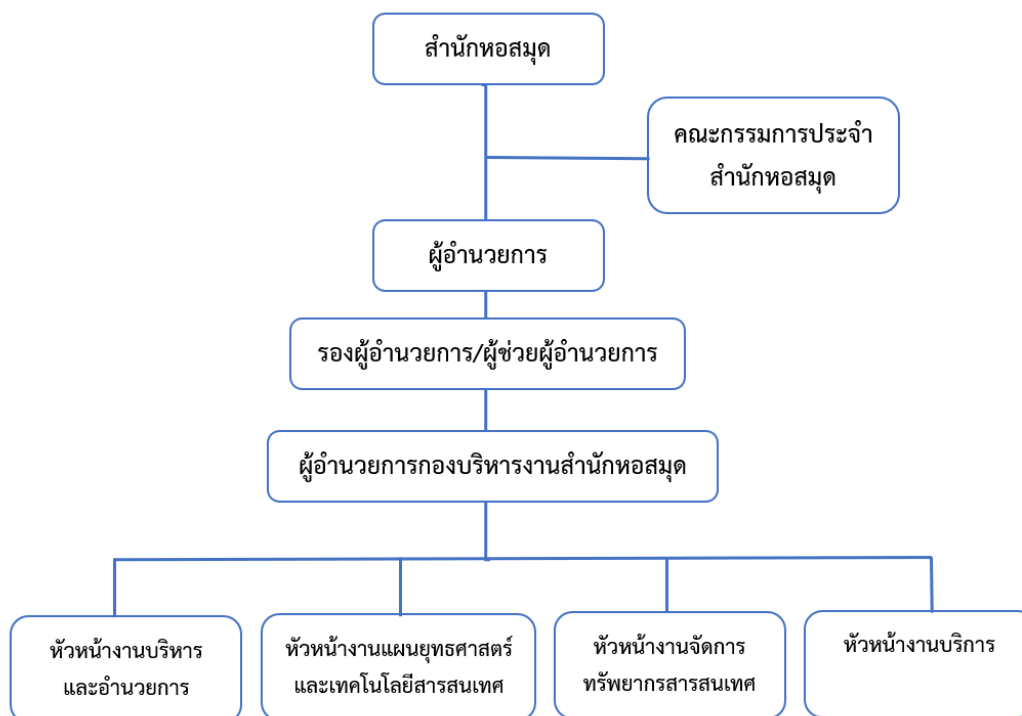 สำนักหอสมุด
คณะกรรมการประจำ
สำนักหอสมุด
ผู้อำนวยการ
รองผู้อำนวยการ/ผู้ช่วยผู้อำนวยการ
ผู้อำนวยการกองบริหารงานสำนักหอสมุด
หัวหน้างานบริหาร
และอำนวยการ
หัวหน้างานแผนยุทธศาสตร์
และเทคโนโลยีสารสนเทศ
หัวหน้างานจัดการ
ทรัพยากรสารสนเทศ
หัวหน้างานบริการ